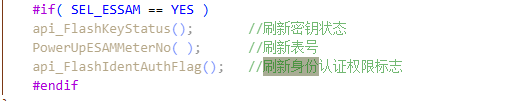 #if( SEL_ESSAM == YES )
api_FlashKeyStatus(); //刷新密钥状态
PowerUpESAMMeterNo( ); //刷新表号
api_FlashIdentAuthFlag(); //刷新身份认证权限标志
#endif